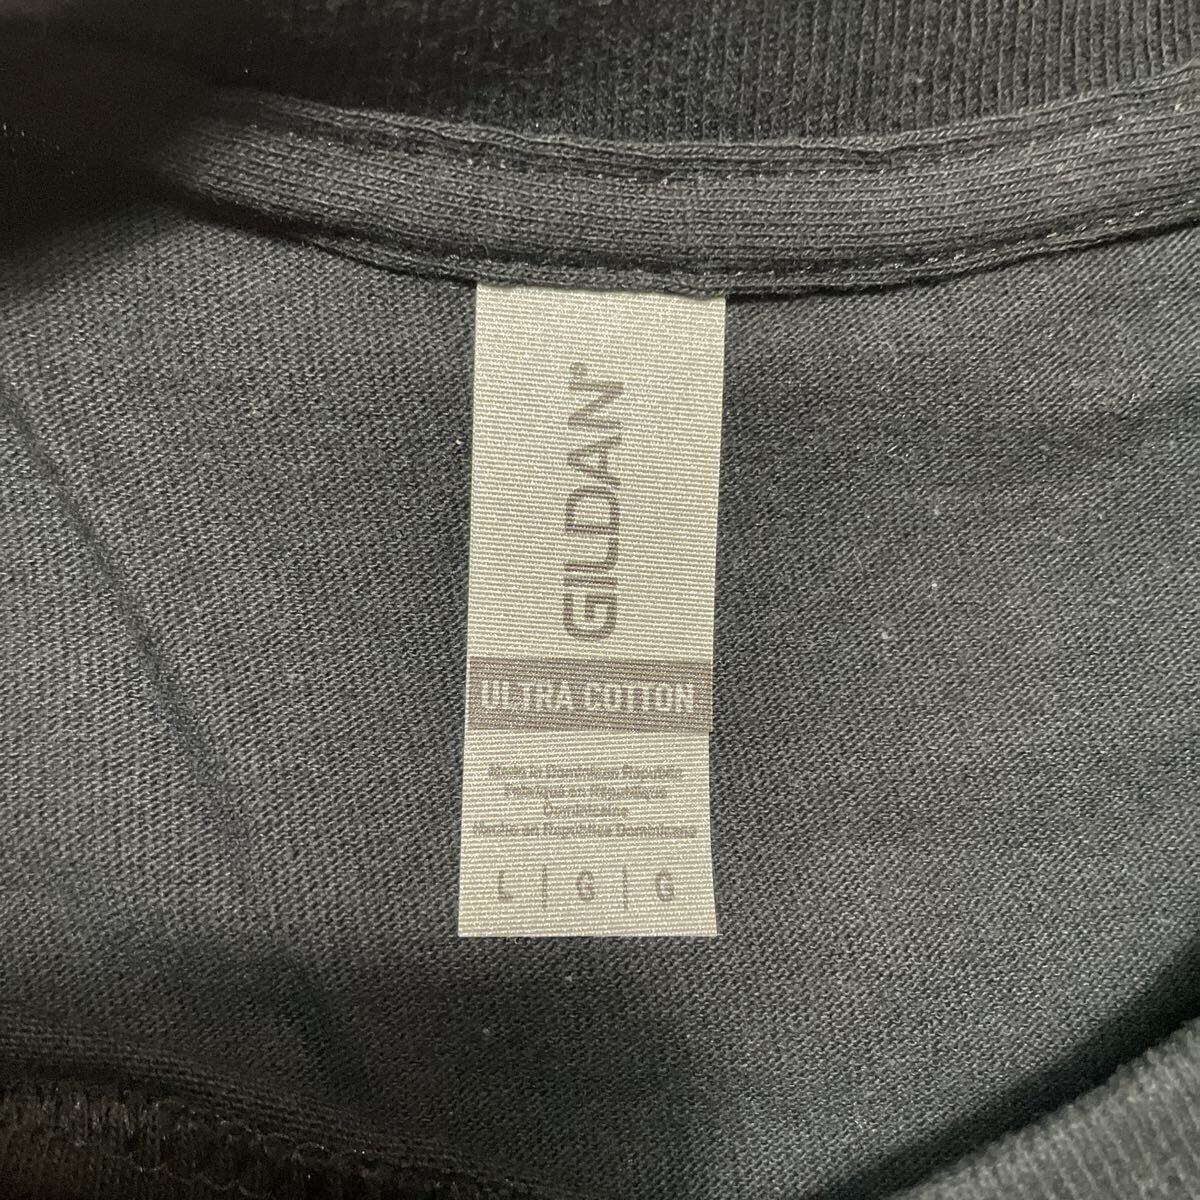 GILDAN®
ULTRA COTTON
Made in Dominican Republic
Fabriqué en République
Dominicaine
Hecho en República Dominicana
L | G | G